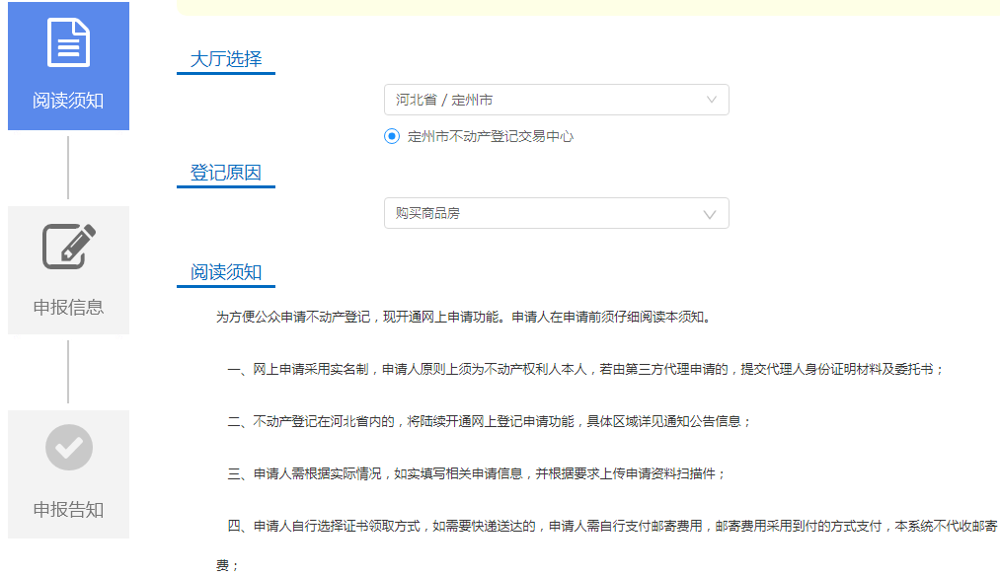 阅读须知
申报信息
申报告知
大厅选择
河北省 / 定州市
定州市不动产登记交易中心
登记原因
购买商品房
阅读须知
为方便公众申请不动产登记，现开通网上申请功能。申请人在申请前须仔细阅读本须知。
一、网上申请采用实名制，申请人原则上须为不动产权利人本人，若由第三方代理申请的，提交代理人身份证明材料及委托书；
二、不动产登记在河北省内的，将陆续开通网上登记申请功能，具体区域详见通知公告信息；
三、申请人需根据实际情况，如实填写相关申请信息，并根据要求上传申请资料扫描件；
四、申请人自行选择证书领取方式，如需要快递送达的，申请人需自行支付邮寄费用，邮寄费用采用到付的方式支付，本系统不代收邮寄
费；